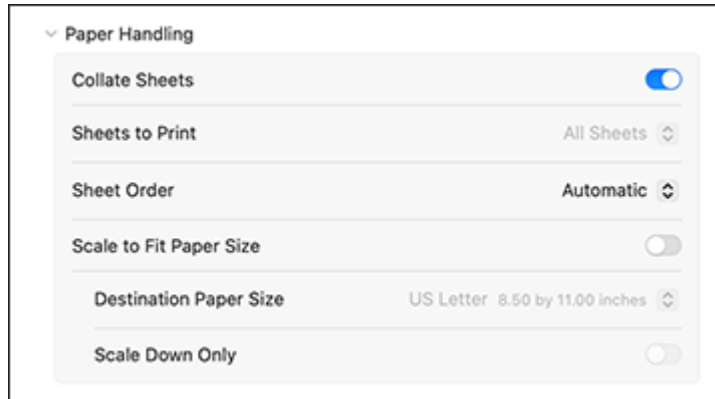 Paper Handling
Collate Sheets
Sheets to Print All Sheets
Sheet Order Automatic
Scale to Fit Paper Size
Destination Paper Size US Letter 8.50 by 11.00 inches
Scale Down Only